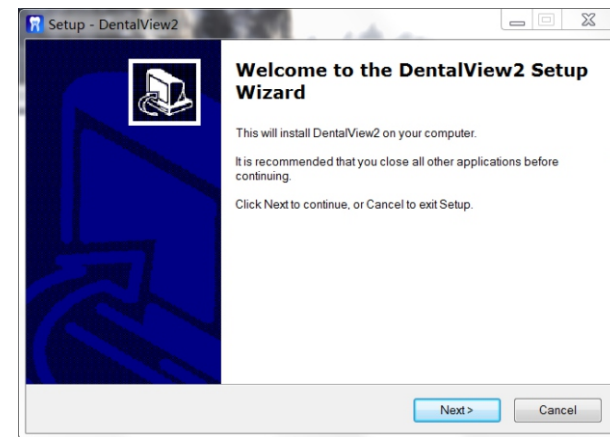 Setup - DentalView2
Welcome to the DentalView2 Setup
Wizard
This will install DentalView2 on your computer.
It is recommended that you close all other applications before
continuing.
Click Next to continue, or Cancel to exit Setup.
Next > Cancel